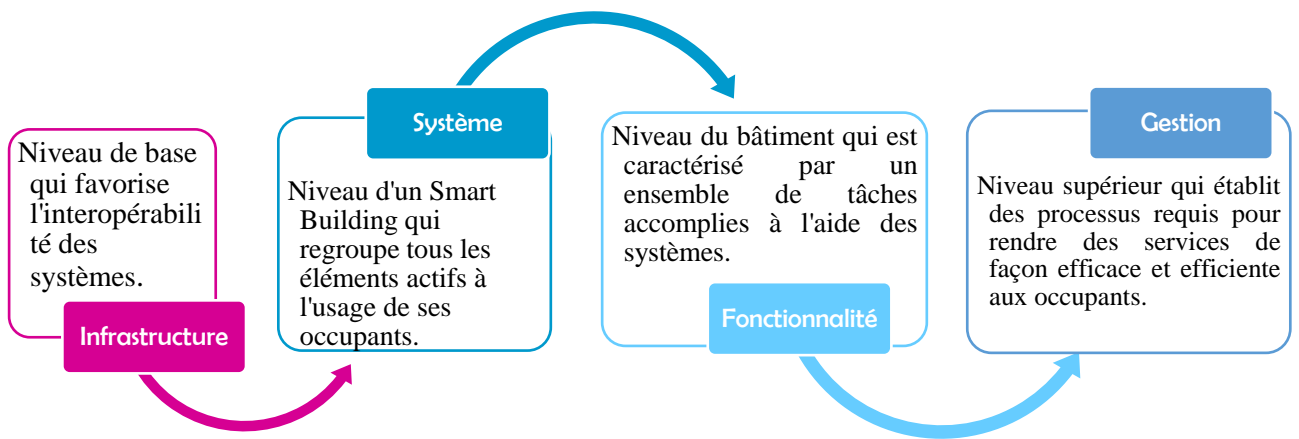 Niveau de base
qui favorise
l'interopérabili
té des
systèmes.
Infrastructure
Système
Niveau d'un Smart
Building qui
regroupe tous les
éléments actifs à
l'usage de ses
occupants.
Niveau du bâtiment qui est
caractérisé par un
ensemble de tâches
accomplies à l'aide des
systèmes.
Fonctionnalité
Gestion
Niveau supérieur qui établit
des processus requis pour
rendre des services de
façon efficace et efficiente
aux occupants.